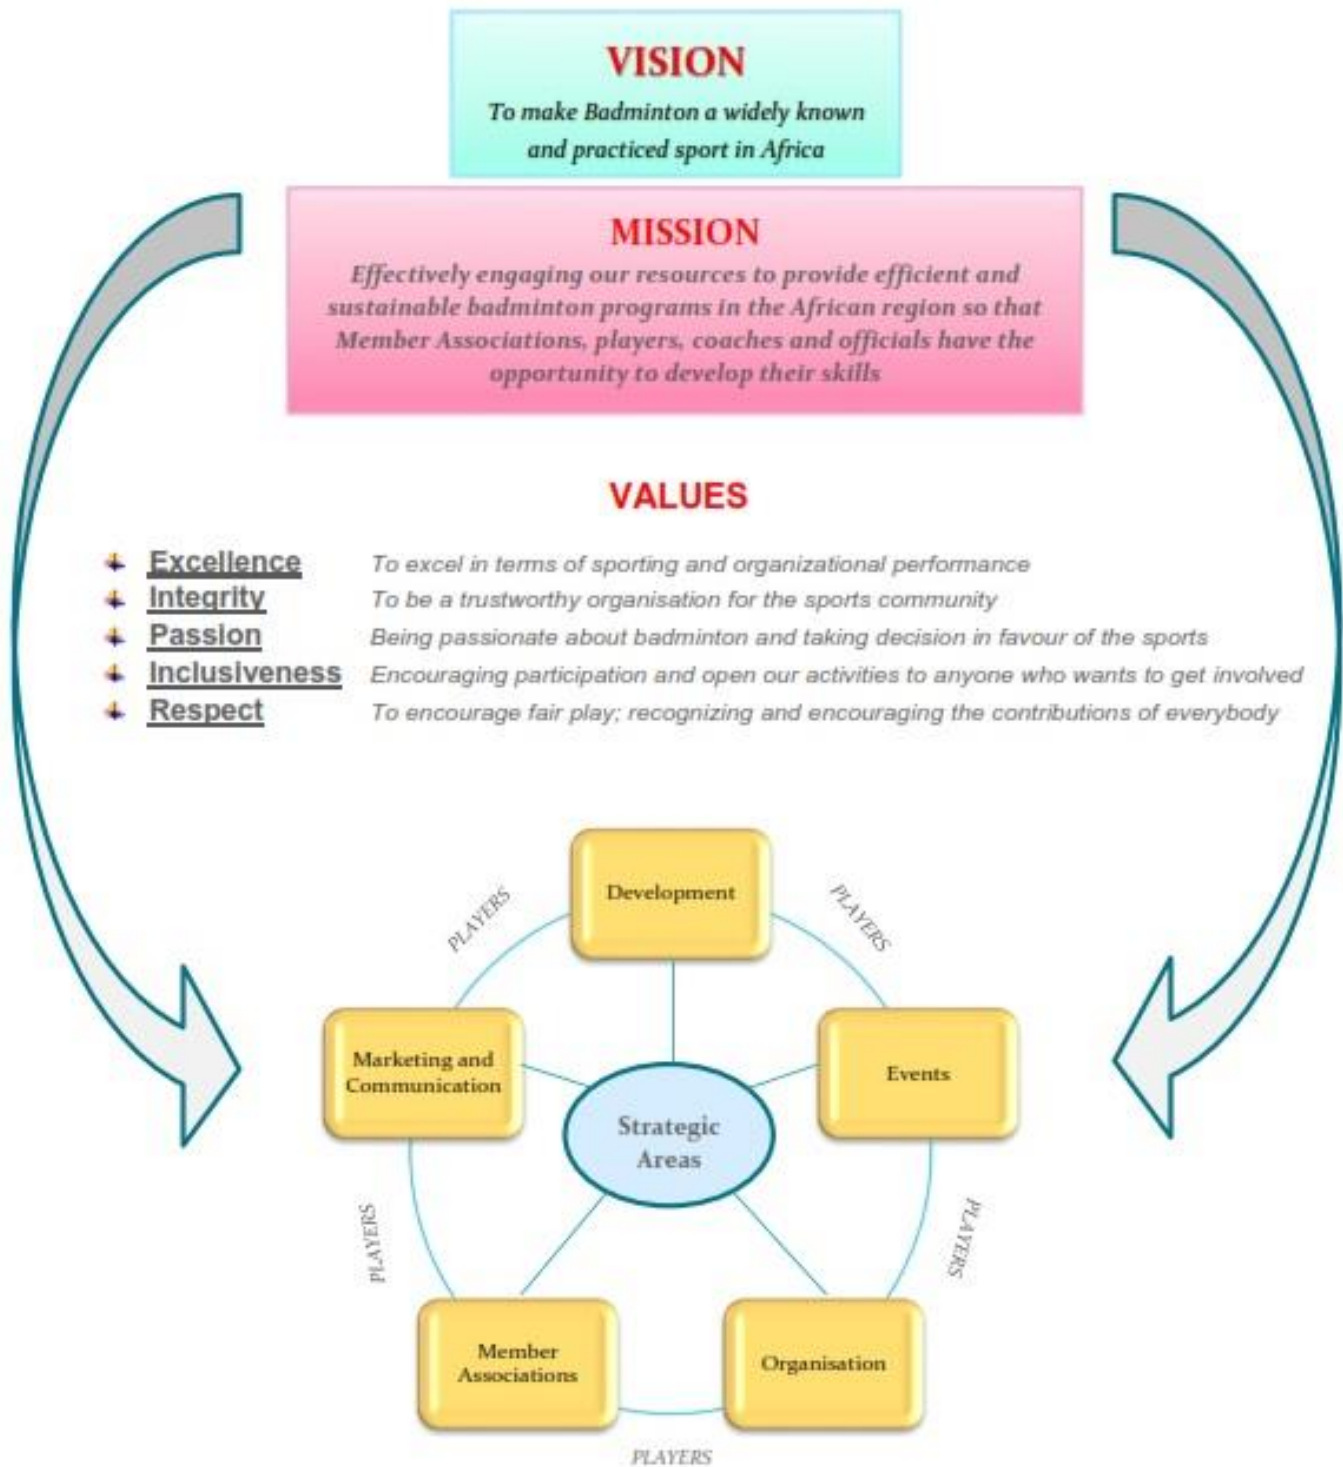 VISION
To make Badminton a widely known
and practiced sport in Africa
MISSION
Effectively engaging our resources to provide efficient and
sustainable badminton programs in the African region so that
Member Associations, players, coaches and officials have the
opportunity to develop their skills
VALUES
Excellence To excel in terms of sporting and organizational performance
Integrity To be a trustworthy organisation for the sports community
Passion Being passionate about badminton and taking decision in favour of the sports
Inclusiveness Encouraging participation and open our activities to anyone who wants to get involved
Respect To encourage fair play; recognizing and encouraging the contributions of everybody
Development
PLAYERS
PLAYERS
Marketing and
Communication
Events
Strategic
Areas
PLAYERS
PLAYERS
Member
Associations
Organisation
PLAYERS